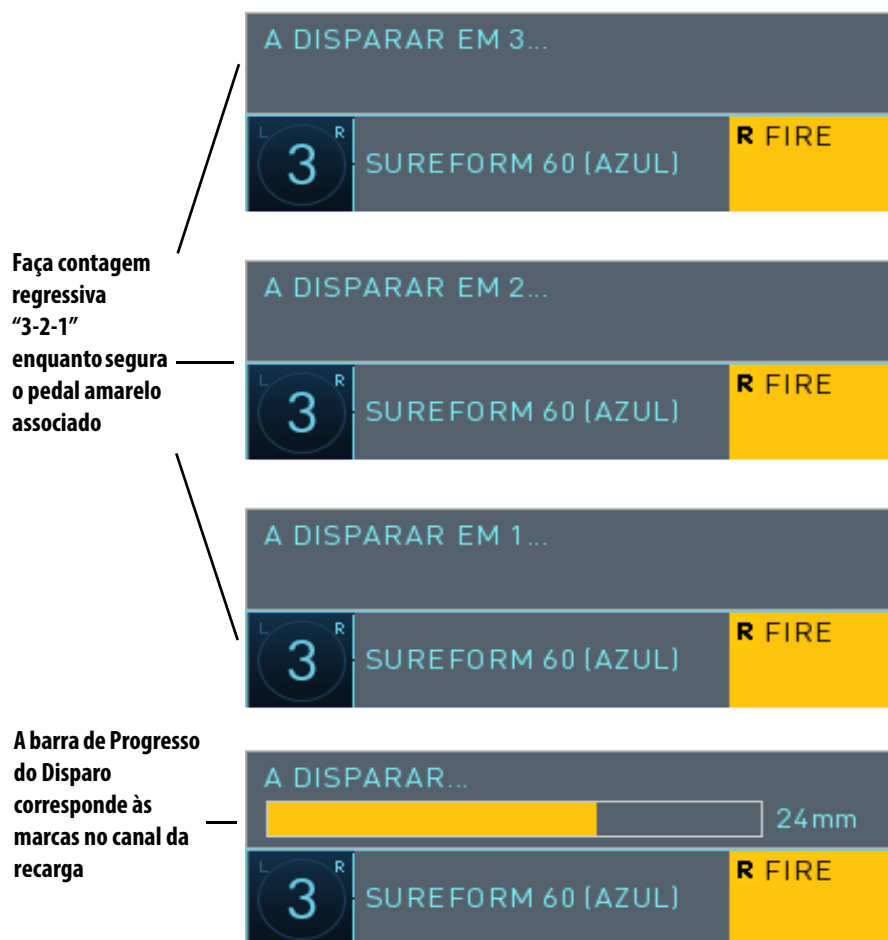 A DISPARAR EM 3...
L R
3 SUREFORM 60 (AZUL) R FIRE
Faça contagem
regressiva
“3-2-1”
enquanto segura
o pedal amarelo
associado
A DISPARAR EM 2...
L R
3 SUREFORM 60 (AZUL) R FIRE
A DISPARAR EM 1...
L R
3 SUREFORM 60 (AZUL) R FIRE
A barra de Progresso
do Disparo
corresponde às
marcas no canal da
recarga
A DISPARAR...
24mm
L R
3 SUREFORM 60 (AZUL) R FIRE